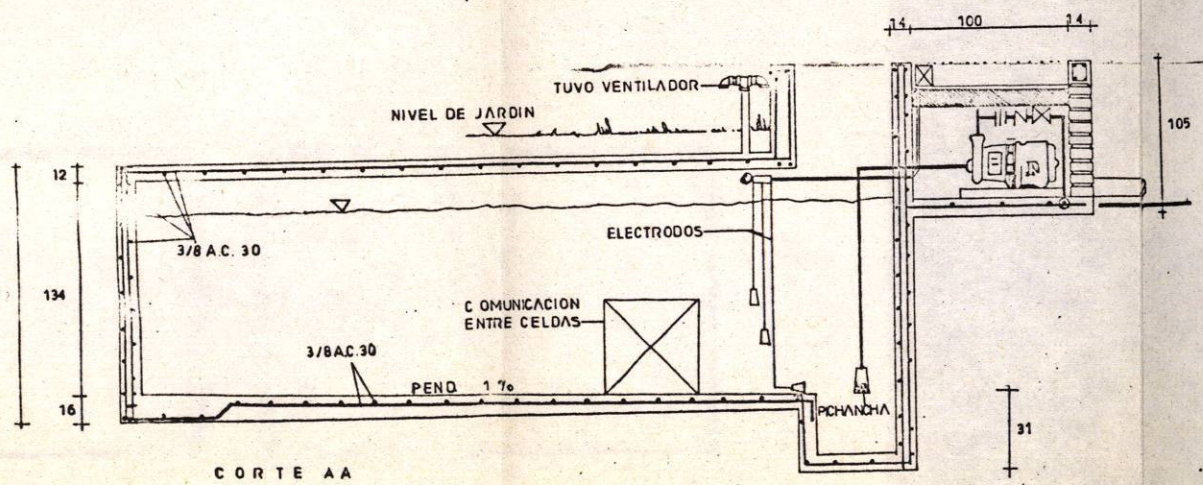 14 100 14
TUVO VENTILADOR
NIVEL DE JARDIN
105
12
3/8 A.C. 30
ELECTRODOS
134
COMUNICACION
ENTRE CELDAS
3/8 A.C. 30
PEND. 1 %
16
PICHANCHA
31
CORTE AA